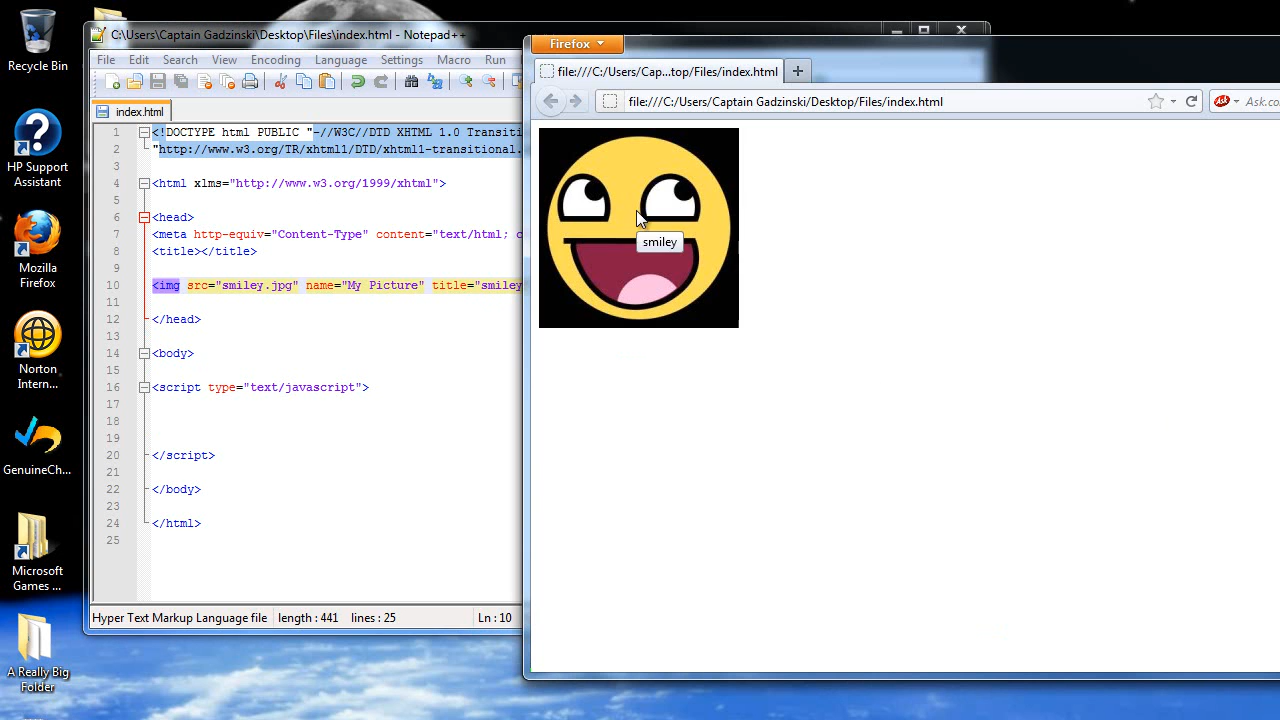 Recycle Bin
HP Support
Assistant
Mozilla
Firefox
Norton
Intern...
GenuineCh...
Microsoft
Games ...
A Really Big
Folder
C:\Users\Captain Gadzinski\Desktop\Files\index.html - Notepad++
File Edit Search View Encoding Language Settings Macro Run
index.html
1 <!DOCTYPE html PUBLIC "-//W3C//DTD XHTML 1.0 Transiti
2 "http://www.w3.org/TR/xhtml1/DTD/xhtml1-transitional.
3
4 <html xlms="http://www.w3.org/1999/xhtml">
5
6 <head>
7 <meta http-equiv="Content-Type" content="text/html; c
8 <title></title>
9
10 <img src="smiley.jpg" name="My Picture" title="smiley
11
12 </head>
13
14 <body>
15
16 <script type="text/javascript">
17
18
19
20 </script>
21
22 </body>
23
24 </html>
25
Hyper Text Markup Language file length : 441 lines : 25 Ln : 10
Firefox
file:///C:/Users/Cap...top/Files/index.html
file:///C:/Users/Captain Gadzinski/Desktop/Files/index.html
Ask Ask.co
smiley